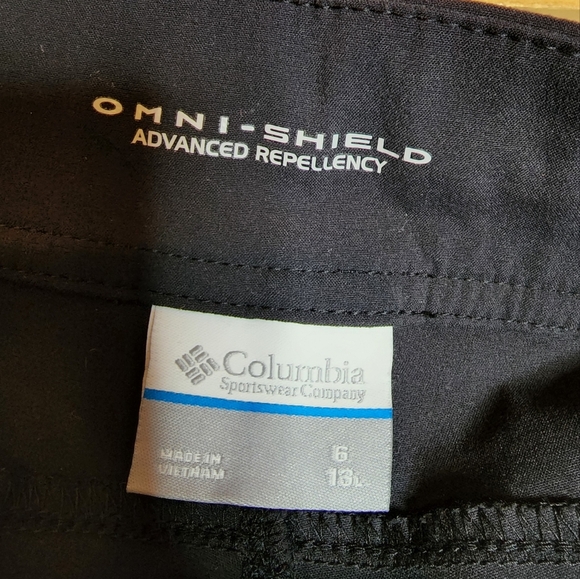 OMNI-SHIELD
ADVANCED REPELLENCY
Columbia
Sportswear Company
MADE IN 6
VIETNAM 13L